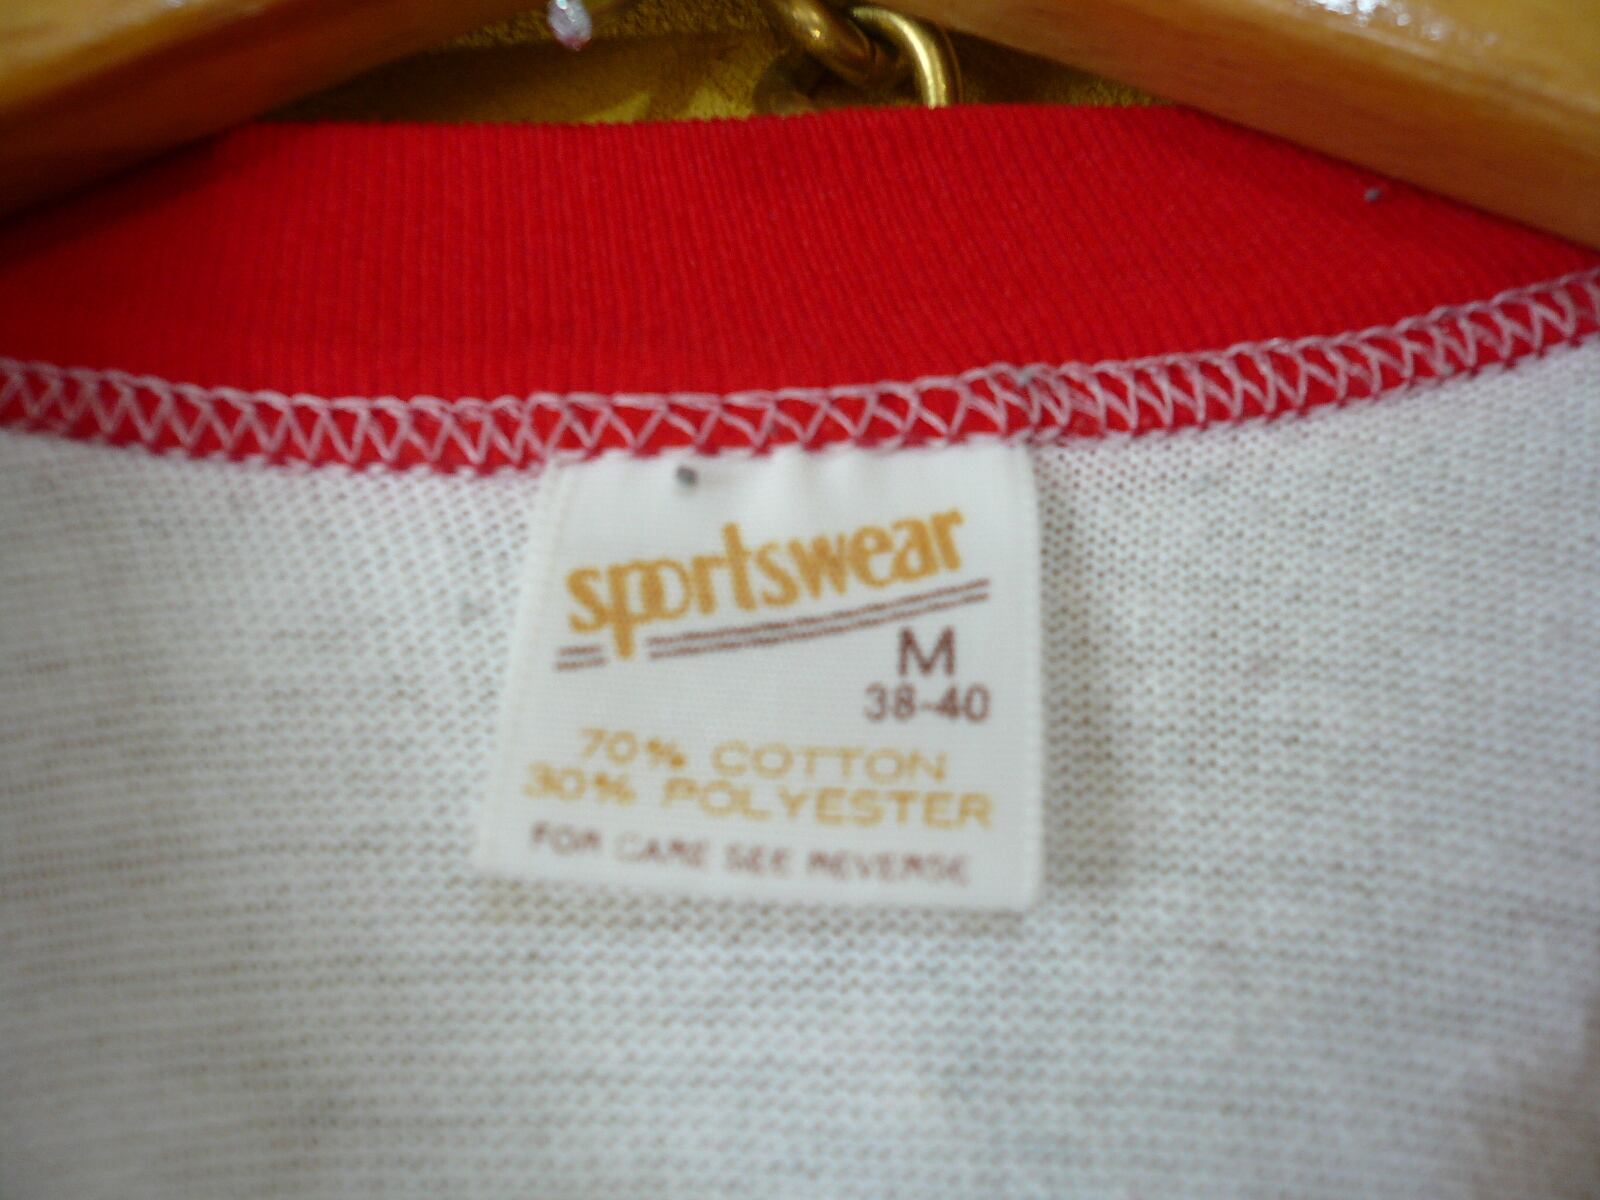 sportswear
M
38-40
70% COTTON
30% POLYESTER
FOR CARE SEE REVERSE